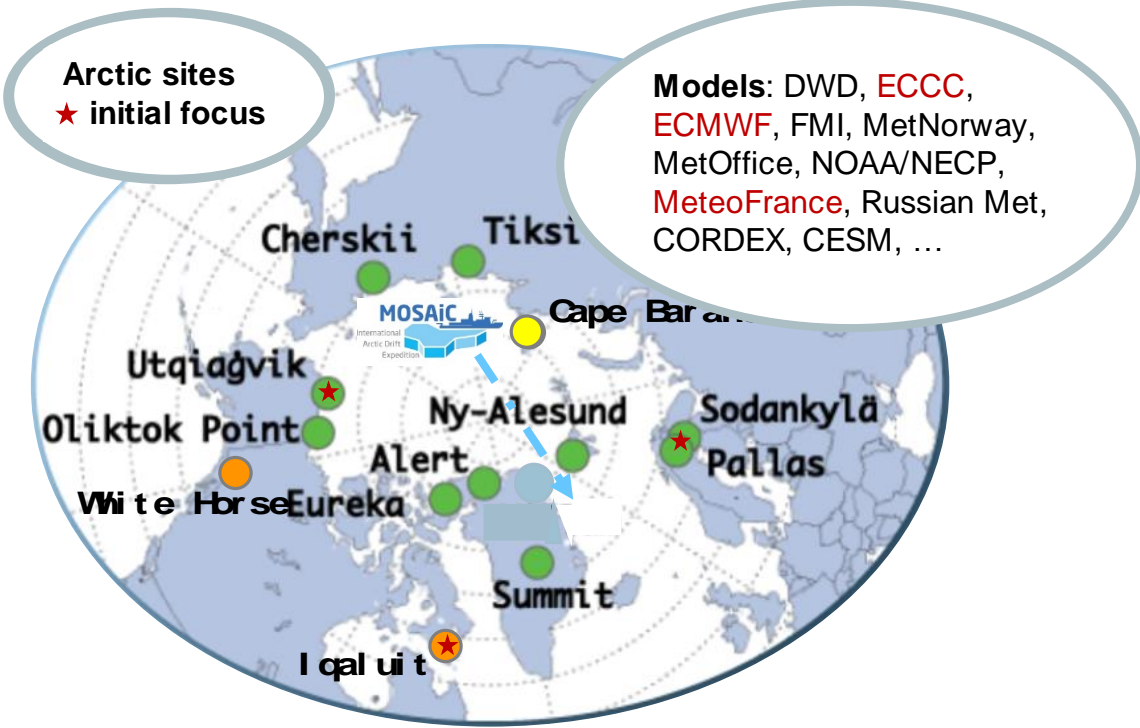 Arctic sites
★ initial focus
Models: DWD, ECCC,
ECMWF, FMI, MetNorway,
MetOffice, NOAA/NECP,
MeteoFrance, Russian Met,
CORDEX, CESM, …
Cherskii
Tiksi
MOSAiC
International
Arctic Drift
Expedition
Cape
Utqiaġvik
Oliktok Point
White Horse
Ny-Alesund
Sodankylä
Pallas
Alert
Eureka
Summit
Iqaluit